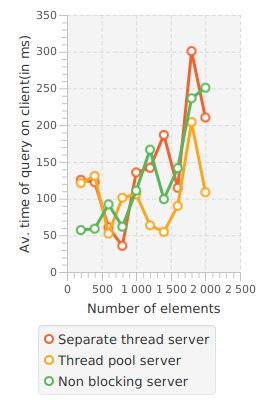 Av. time of query on client(in ms)
350
300
250
200
150
100
50
0
0 500 1 000 1 500 2 000 2 500
Number of elements
Separate thread server
Thread pool server
Non blocking server